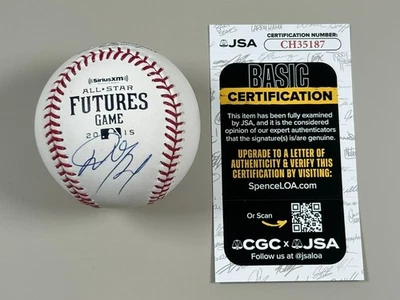 SiriusXM
ALL★STAR
FUTURES
GAME
2015
JSA
CERTIFICATION NUMBER
CH35187
BASIC
CERTIFICATION
This item has been fully examined
by JSA, and it is the considered
opinion of our expert authenticators
that the signature(s) is/are genuine.
UPGRADE TO A LETTER OF
AUTHENTICITY & VERIFY THIS
CERTIFICATION BY VISITING:
SpenceLOA.com
Or Scan
CGC x JSA
Follow us at @jsaloa